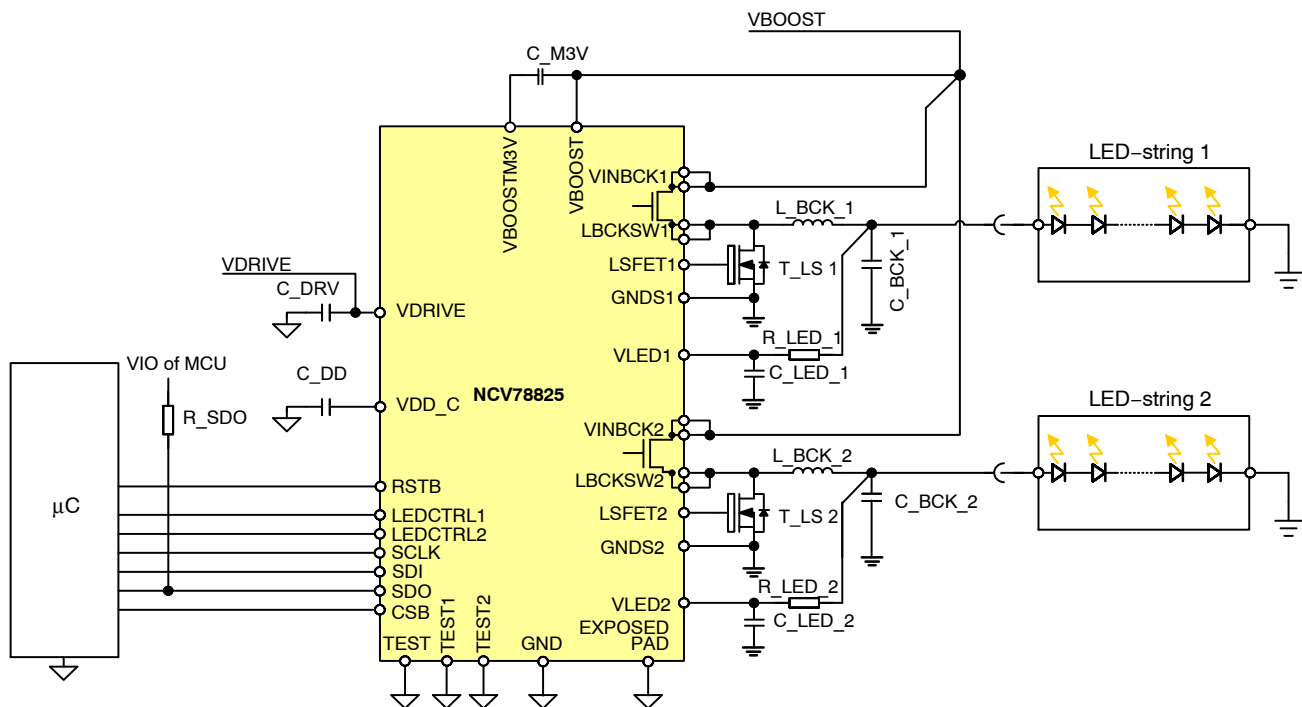 VBOOST
C_M3V
VBOOSTM3V
VBOOST
LED−string 1
VINBCK1
L_BCK_1
LBCKSW1
C_BCK_1
LSFET1
T_LS 1
VDRIVE
C_DRV
GNDS1
VDRIVE
R_LED_1
VLED1
C_LED_1
VIO of MCU
C_DD
NCV78825
LED−string 2
VDD_C
R_SDO
VINBCK2
L_BCK_2
LBCKSW2
C_BCK_2
RSTB
µC
LEDCTRL1
LSFET2
T_LS 2
LEDCTRL2
SCLK
GNDS2
SDI
SDO
R_LED_2
CSB
VLED2
C_LED_2
TEST
TEST1
TEST2
GND
EXPOSED
PAD